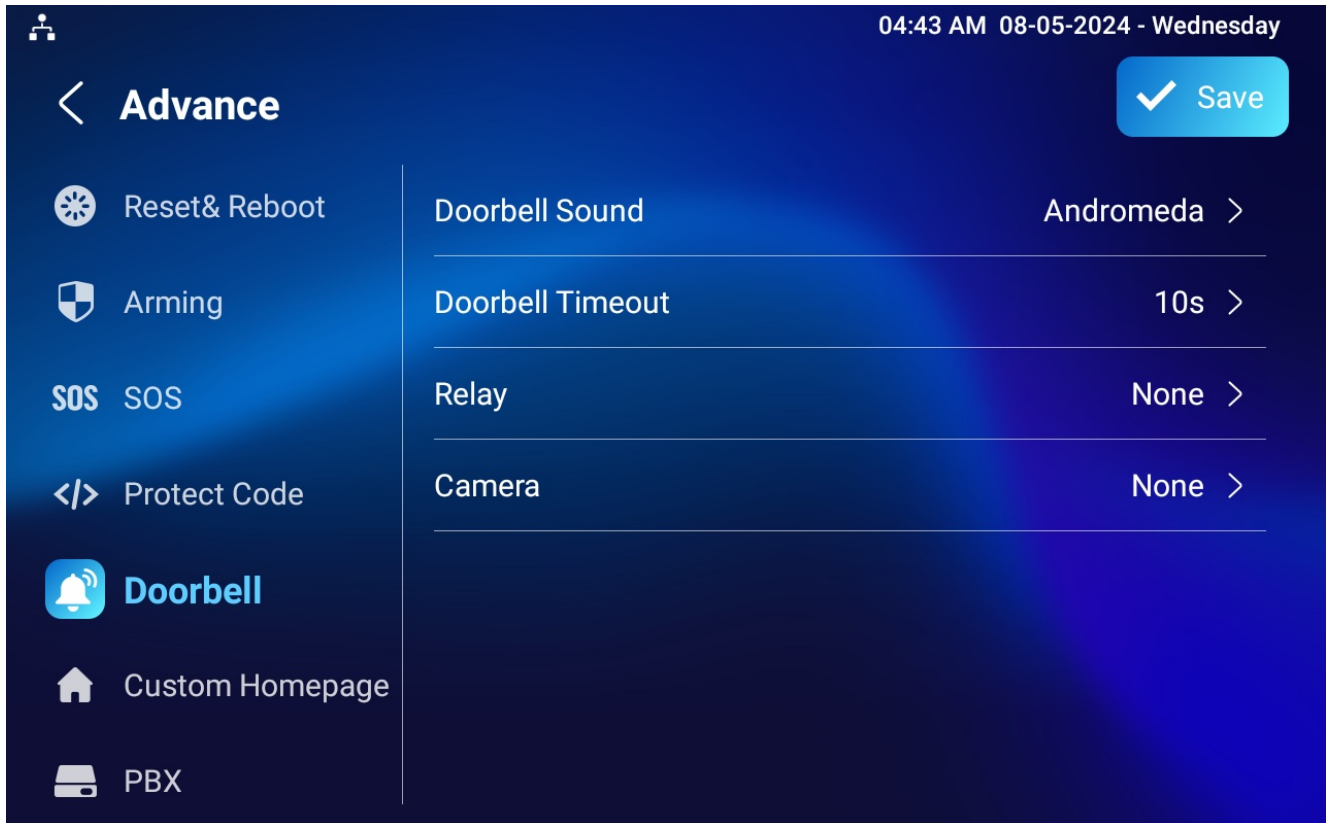 04:43 AM 08-05-2024 - Wednesday
Advance
Save
Reset& Reboot
Arming
SOS SOS
Protect Code
Doorbell
Custom Homepage
PBX
Doorbell Sound Andromeda
Doorbell Timeout 10s
Relay None
Camera None